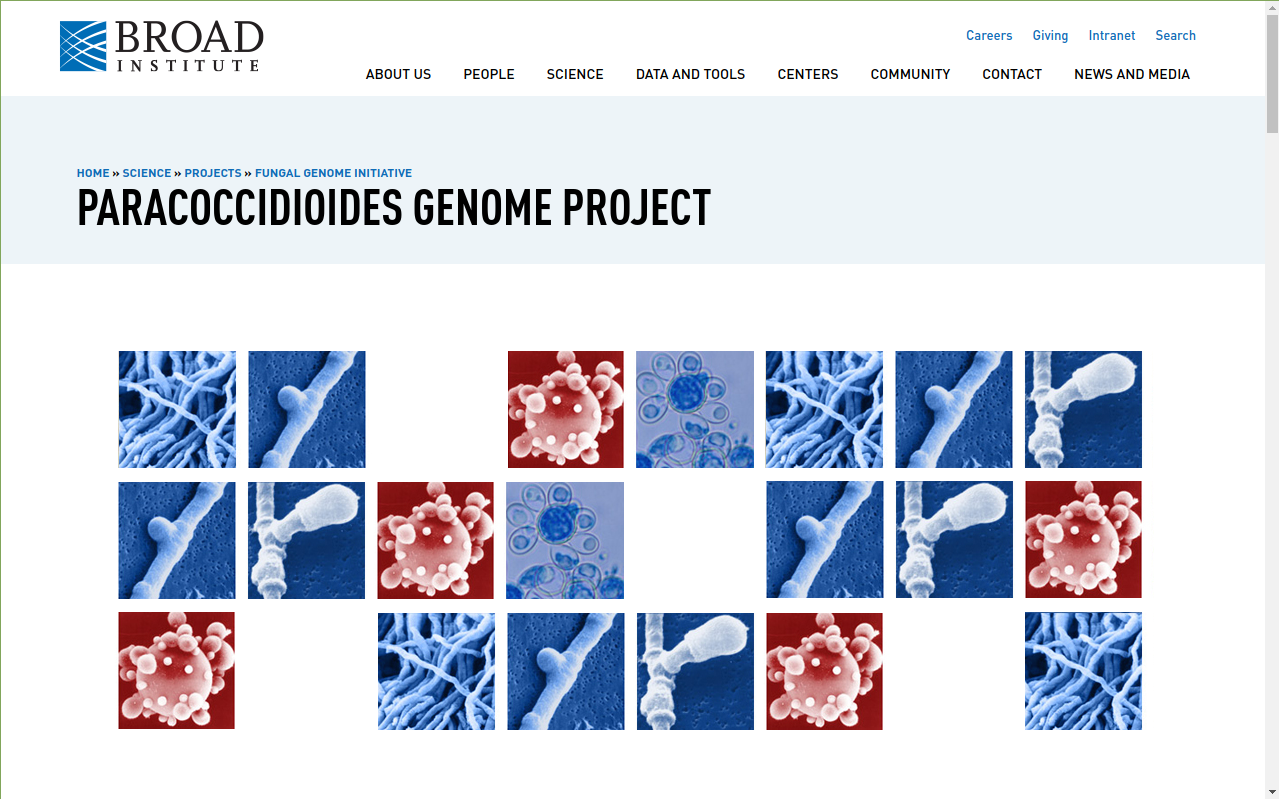 BROAD
INSTITUTE
Careers Giving Intranet Search
ABOUT US PEOPLE SCIENCE DATA AND TOOLS CENTERS COMMUNITY CONTACT NEWS AND MEDIA
HOME » SCIENCE » PROJECTS » FUNGAL GENOME INITIATIVE
PARACOCCIDIOIDES GENOME PROJECT